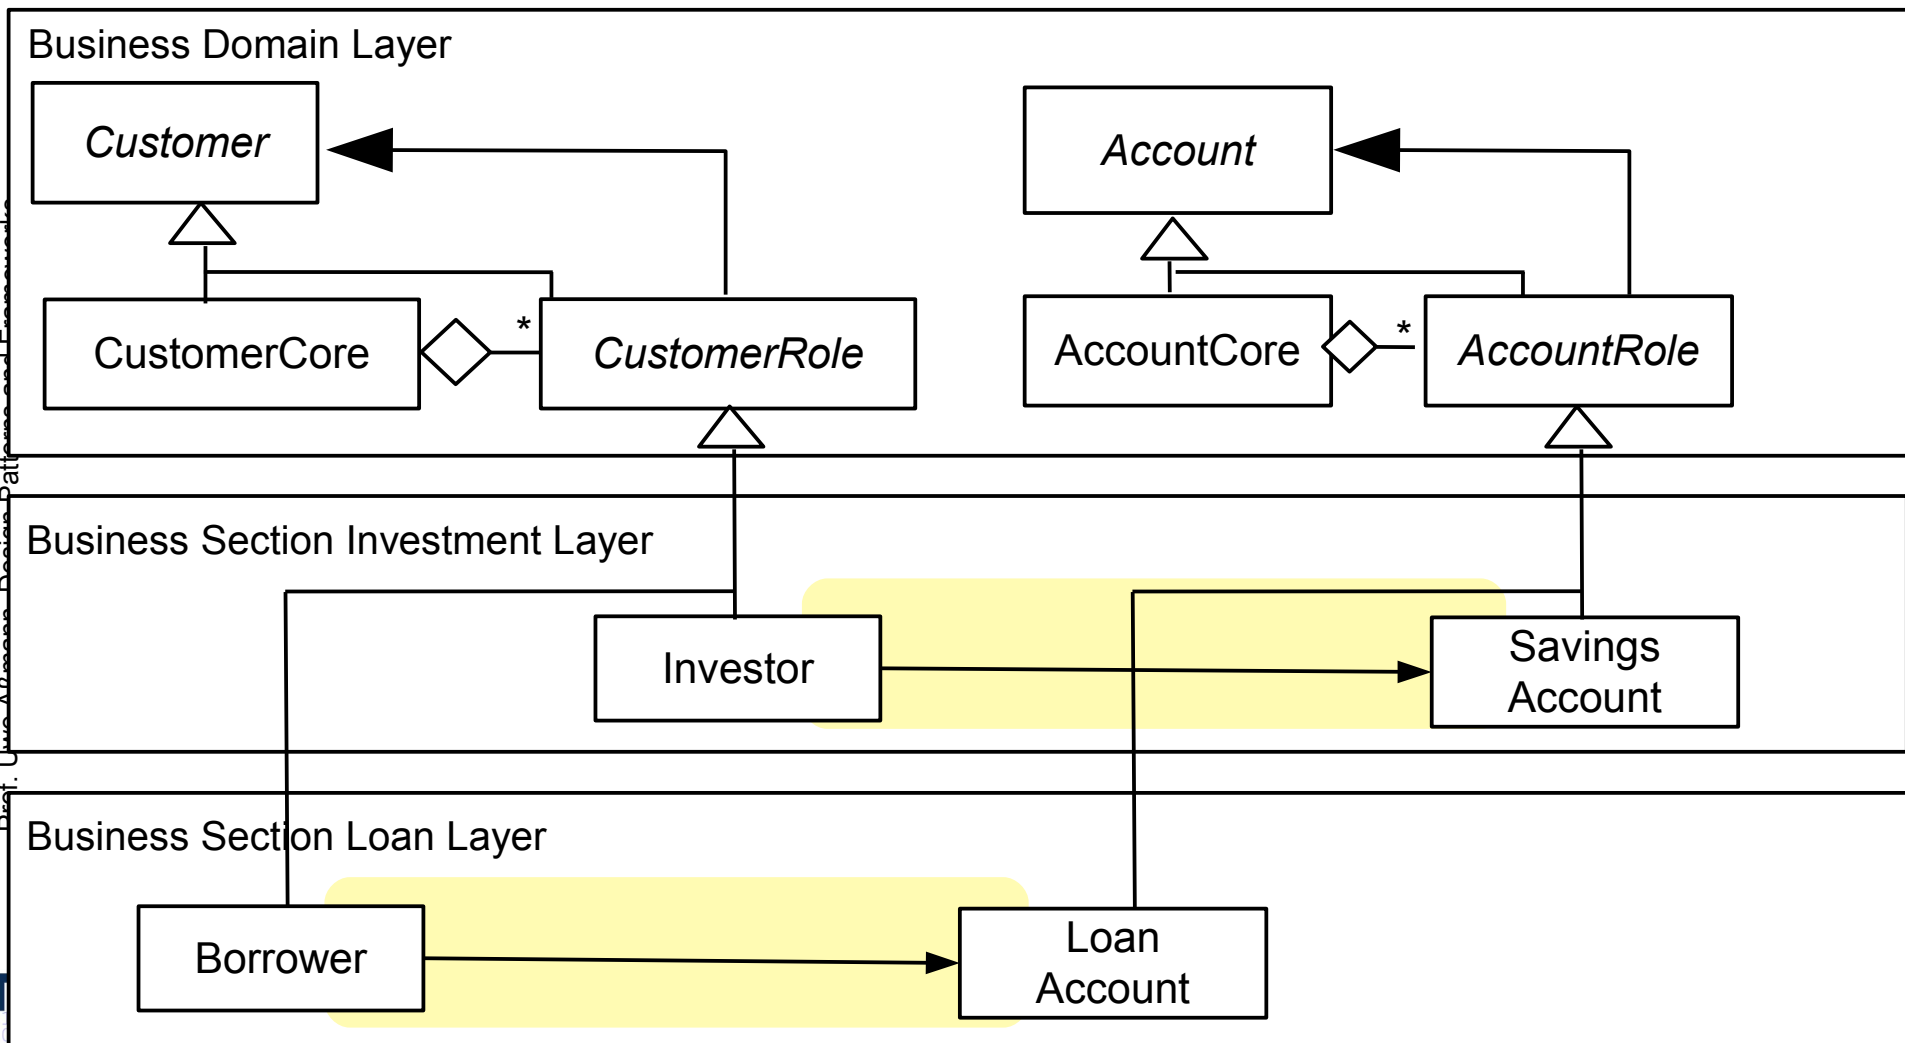 Business Domain Layer
Customer
Account
CustomerCore
*
CustomerRole
AccountCore
*
AccountRole
Business Section Investment Layer
Investor
Savings
Account
Business Section Loan Layer
Borrower
Loan
Account